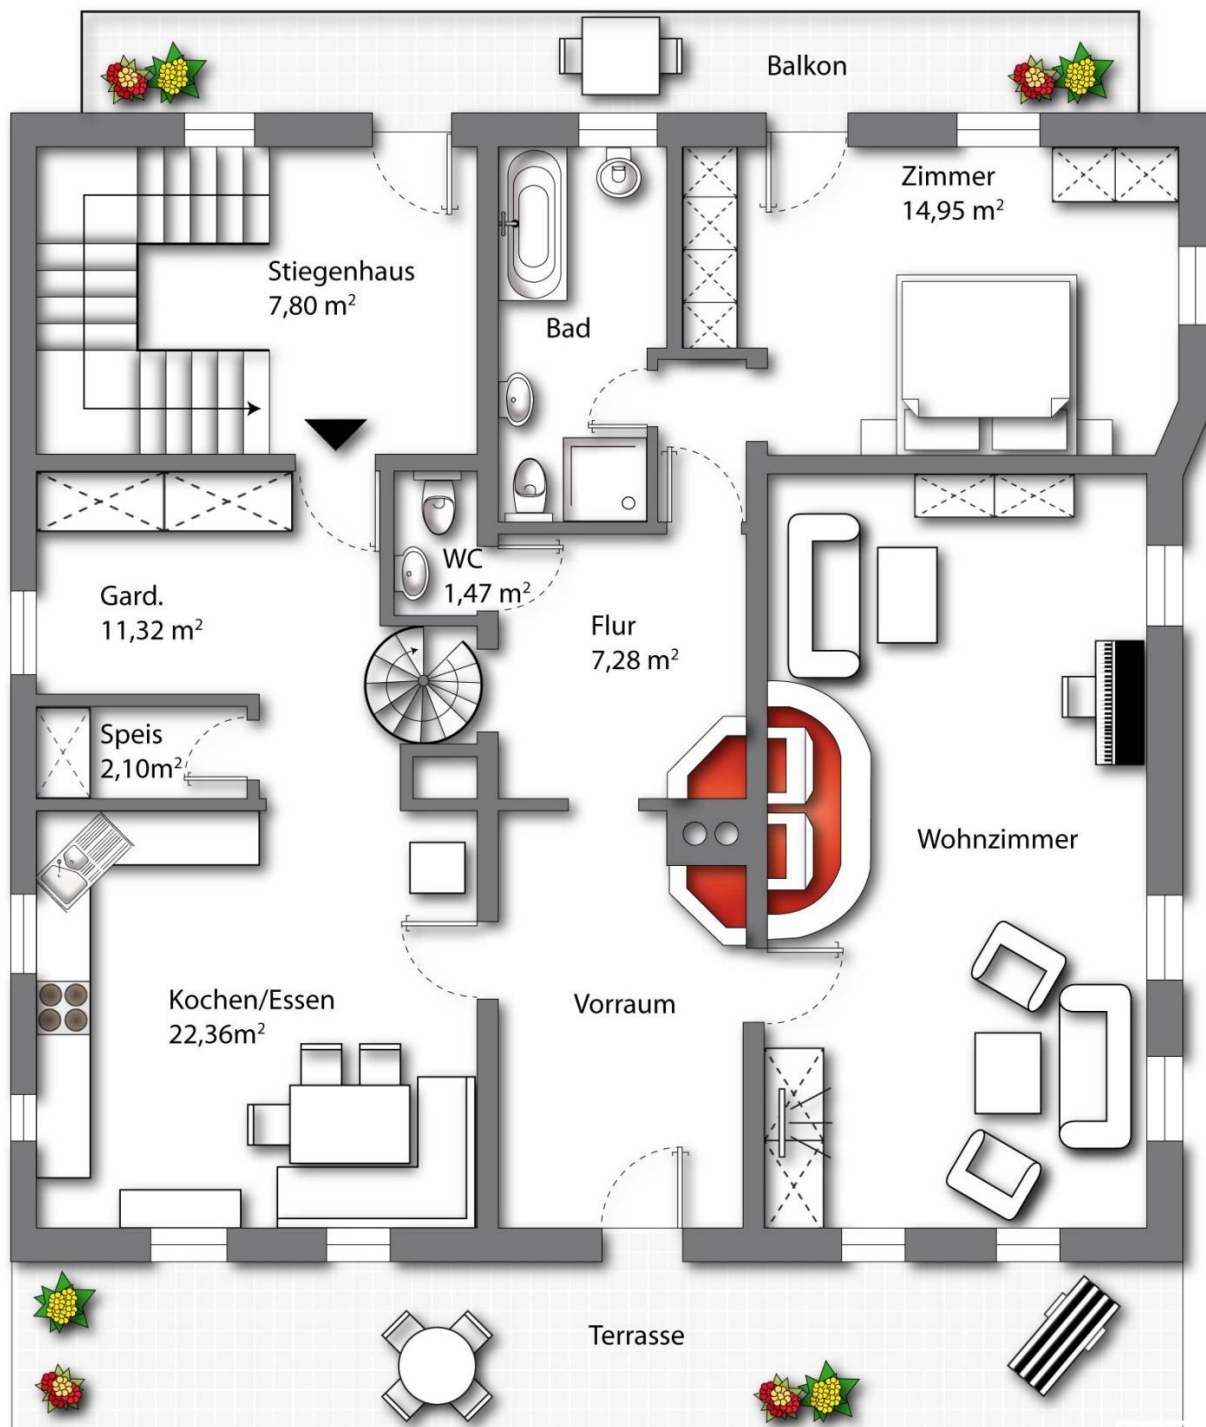 Balkon
Zimmer
14,95 m²
Stiegenhaus
7,80 m²
Bad
WC
1,47 m²
Gard.
11,32 m²
Flur
7,28 m²
Speis
2,10m²
Wohnzimmer
Kochen/Essen
22,36m²
Vorraum
Terrasse